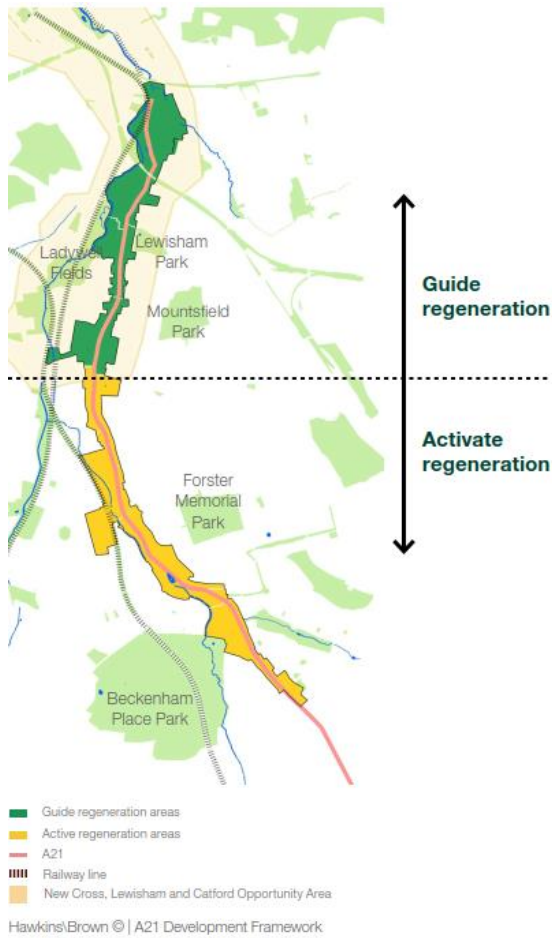 Ladywell
Fields
Lewisham
Park
Mountsfield
Park
Guide
regeneration
Activate
regeneration
Forster
Memorial
Park
Beckenham
Place Park
Guide regeneration areas
Active regeneration areas
A21
Railway line
New Cross, Lewisham and Catford Opportunity Area
Hawkins\Brown © | A21 Development Framework